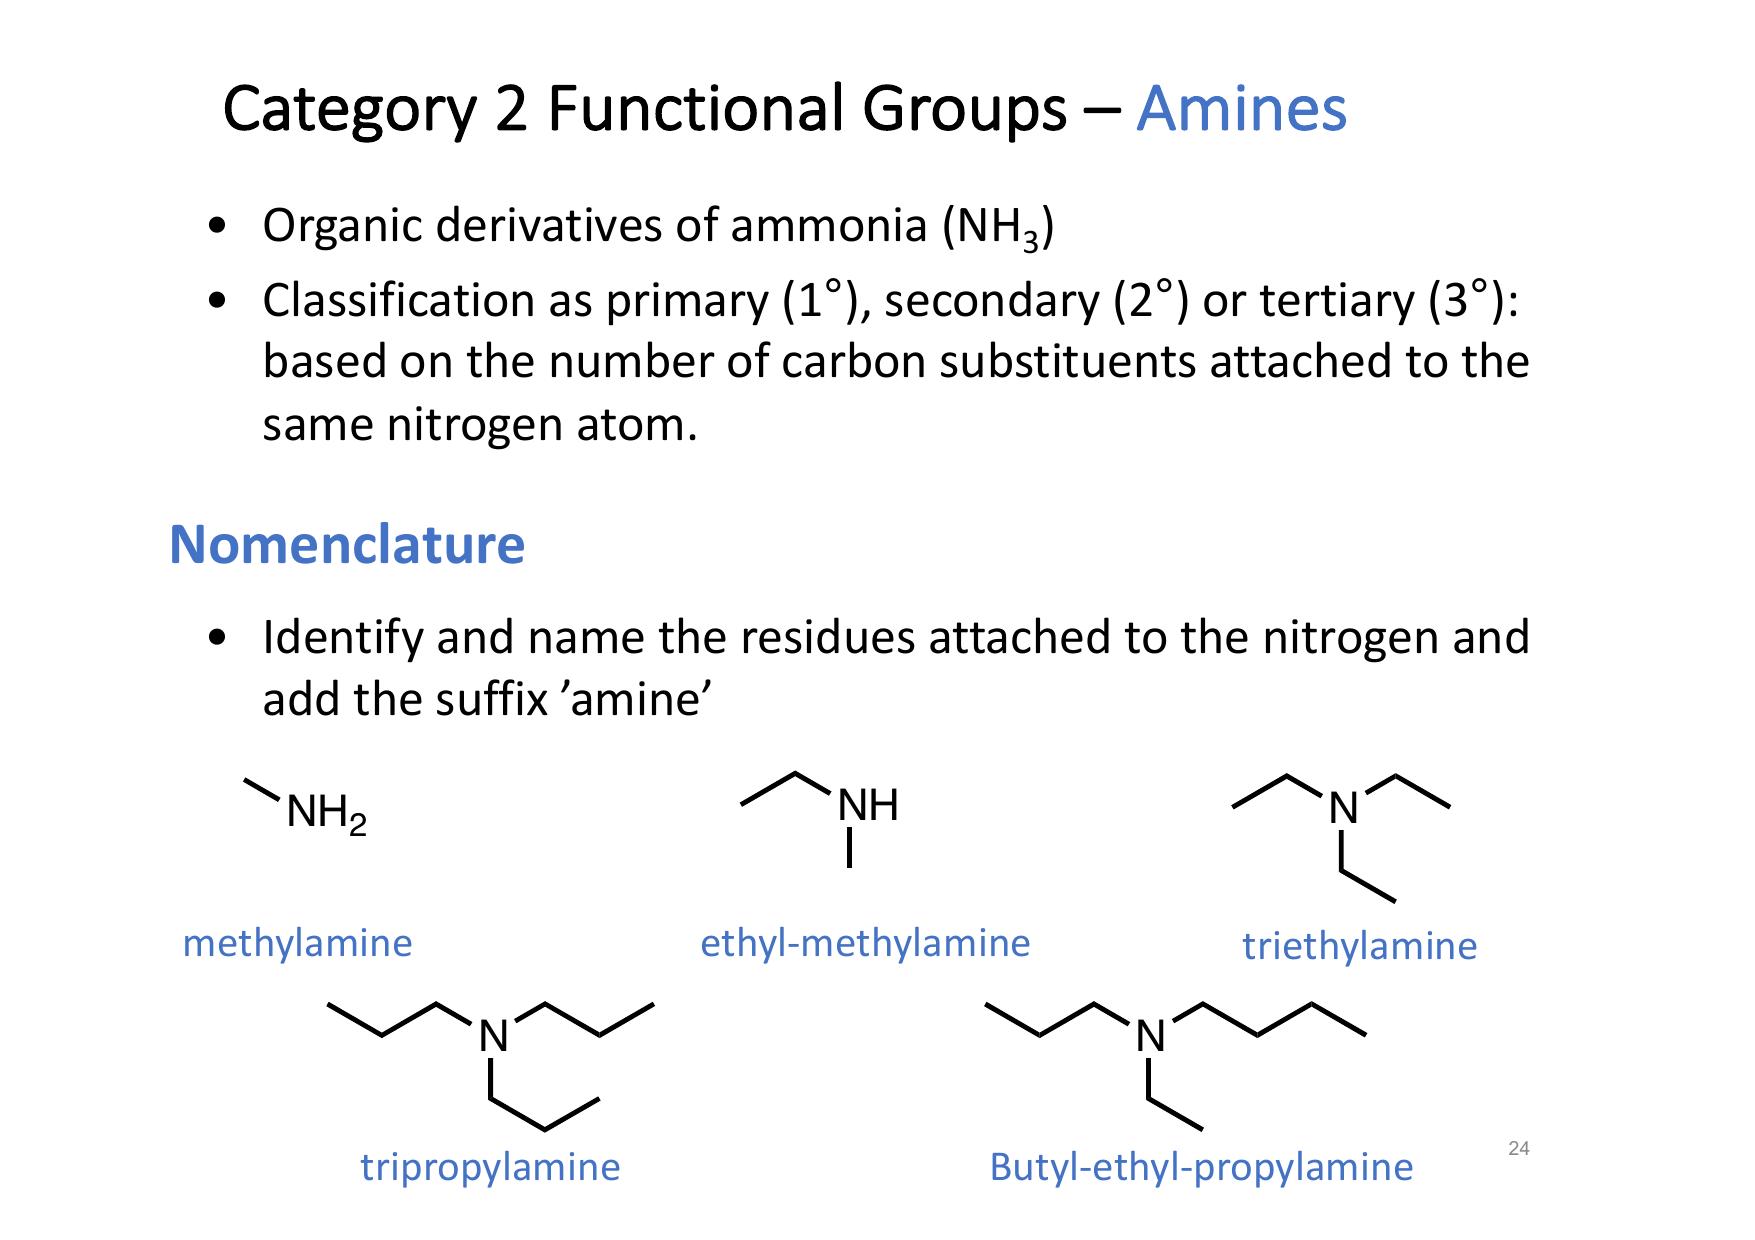 Category 2 Functional Groups – Amines
• Organic derivatives of ammonia (NH₃)
• Classification as primary (1°), secondary (2°) or tertiary (3°):
based on the number of carbon substituents attached to the
same nitrogen atom.
Nomenclature
• Identify and name the residues attached to the nitrogen and
add the suffix ’amine’
NH₂
NH
N
methylamine
ethyl-methylamine
triethylamine
N
N
tripropylamine
Butyl-ethyl-propylamine
24